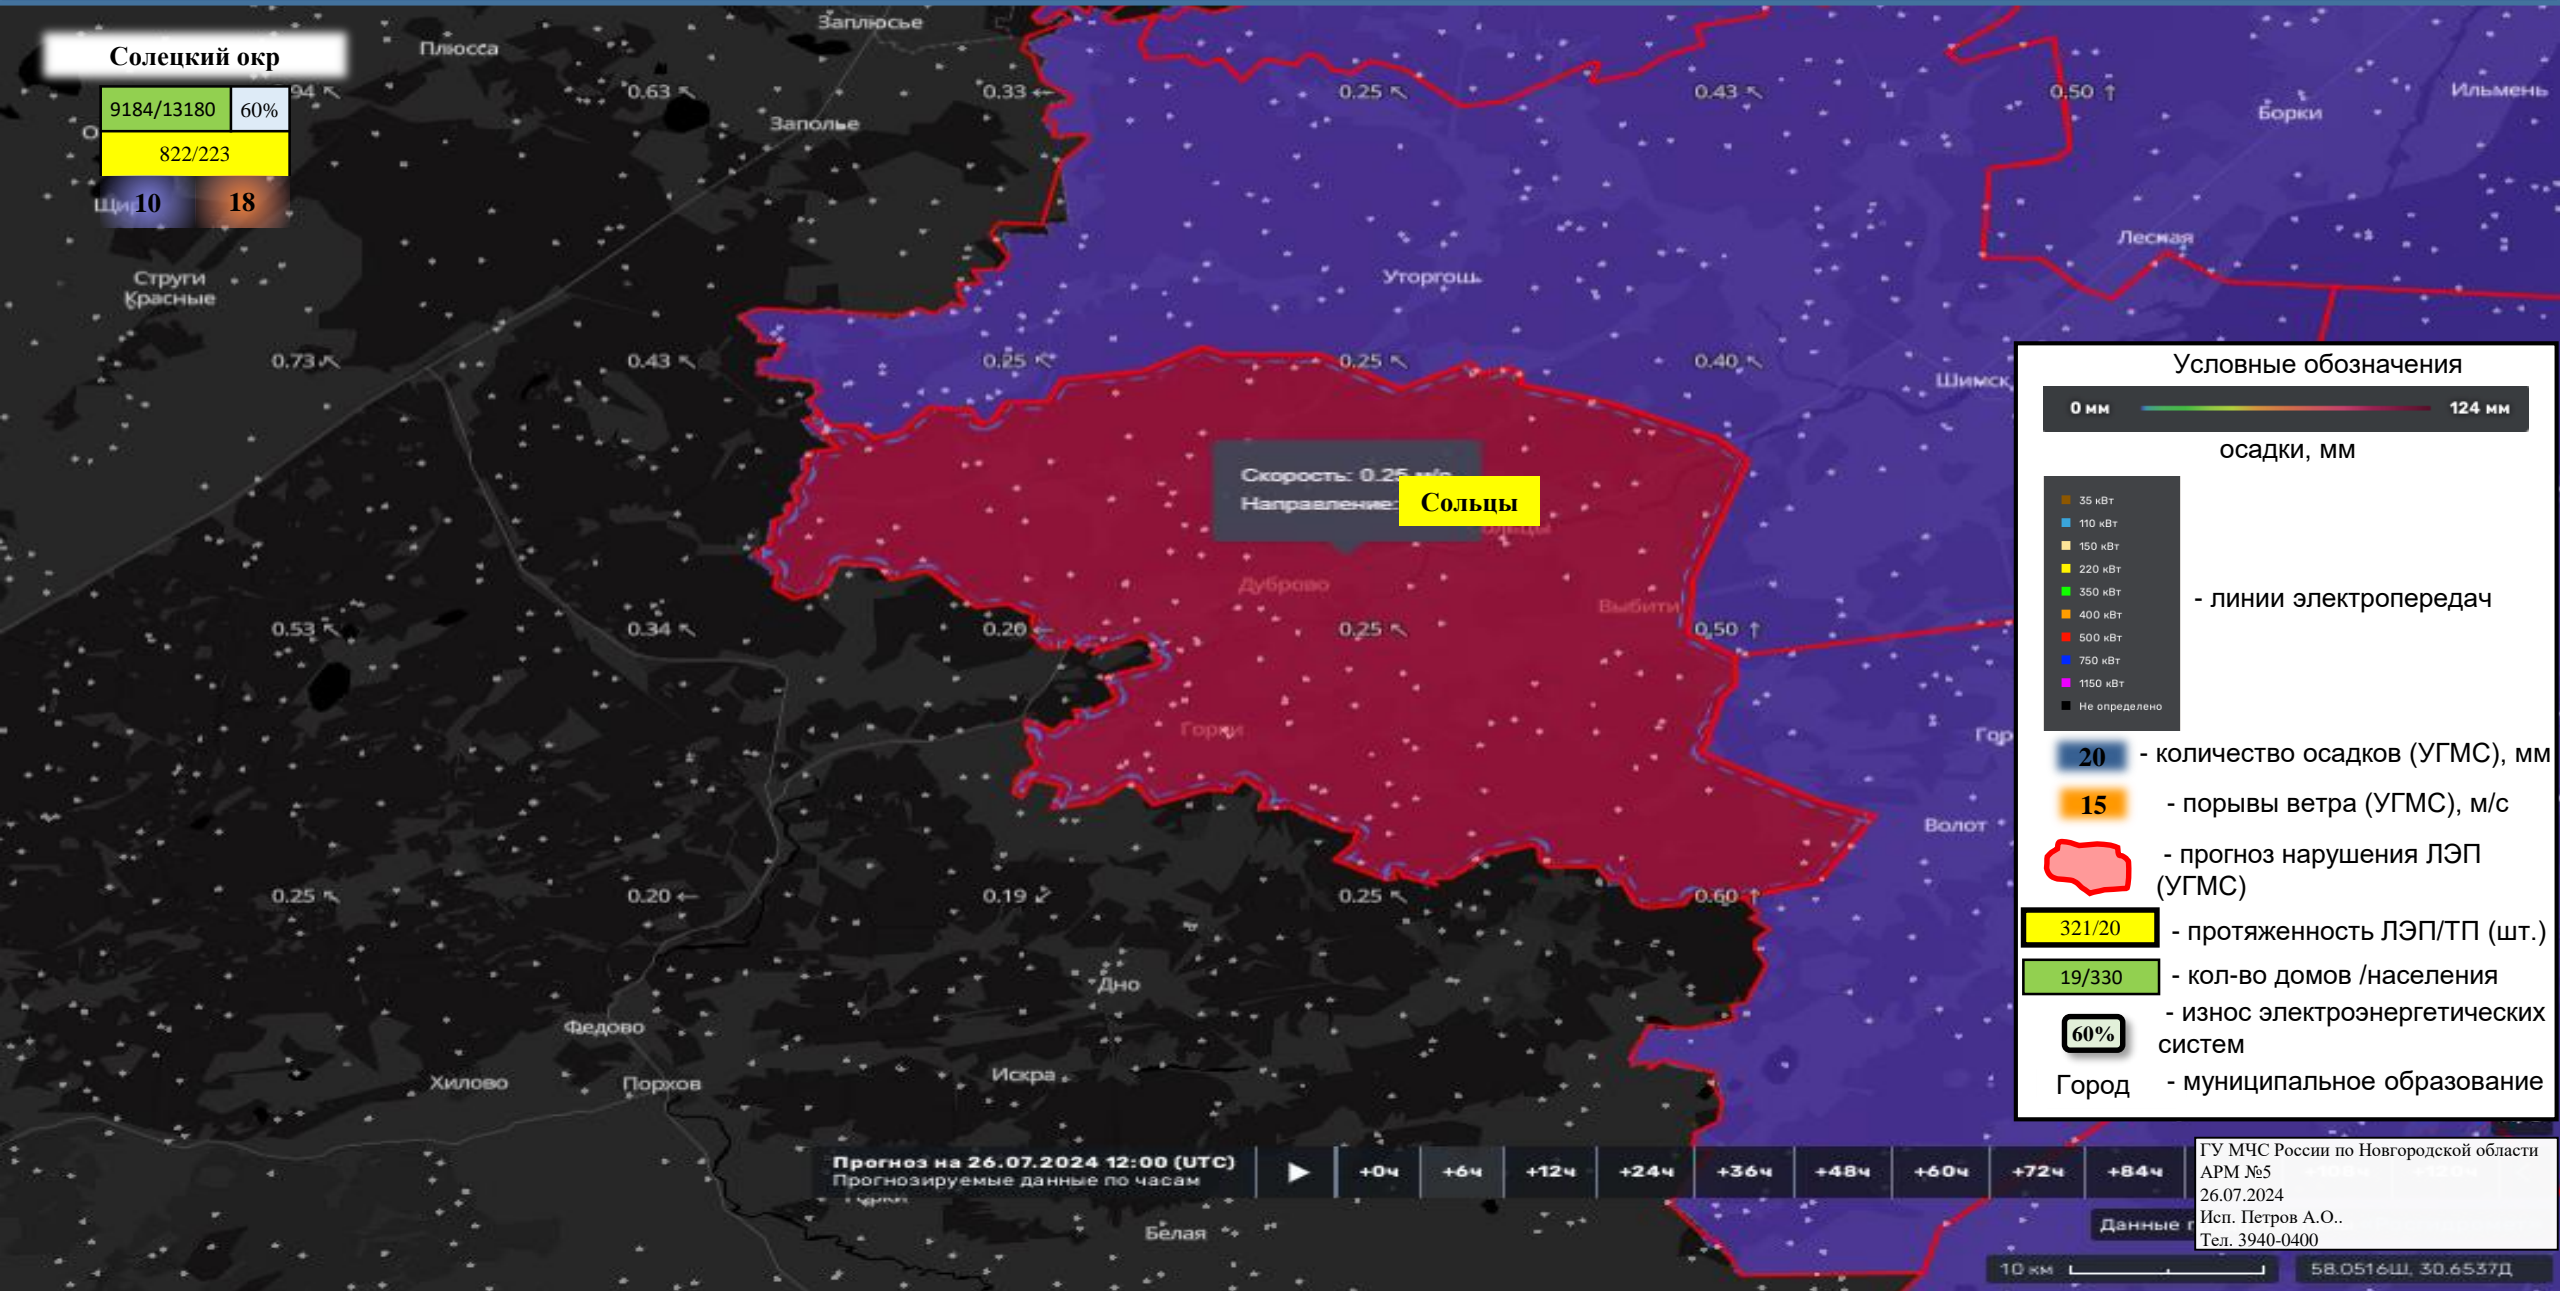 Солецкий окр
9184/13180 60%
822/223
10 18
Плюсса
Заплюсье
94
0.63
0.33
0.25
0.43
0.50
Заполье
Ильмень
Борки
Струги
Красные
Уторгош
Лесная
0.73
0.43
0.25
0.25
0.40
Шимск
Скорость: 0.25 м/с
Направление:
Сольцы
Дуброво
Выбити
0.53
0.34
0.20
0.25
0.50
Горки
Гор
Волот
0.25
0.20
0.19
0.25
0.60
Дно
Федово
Искра
Хилово
Порхов
Белая
Условные обозначения
0 мм 124 мм
осадки, мм
35 кВт
110 кВт
150 кВт
220 кВт
350 кВт
400 кВт
500 кВт
750 кВт
1150 кВт
Не определено
- линии электропередач
20 - количество осадков (УГМС), мм
15 - порывы ветра (УГМС), м/с
- прогноз нарушения ЛЭП
(УГМС)
321/20 - протяженность ЛЭП/ТП (шт.)
19/330 - кол-во домов /населения
60% - износ электроэнергетических
систем
Город - муниципальное образование
Прогноз на 26.07.2024 12:00 (UTC)
Прогнозируемые данные по часам
+0ч +6ч +12ч +24ч +36ч +48ч +60ч +72ч +84ч
ГУ МЧС России по Новгородской области
АРМ №5
26.07.2024
Исп. Петров А.О..
Тел. 3940-0400
Данные
10 км
58.0516Ш, 30.6537Д